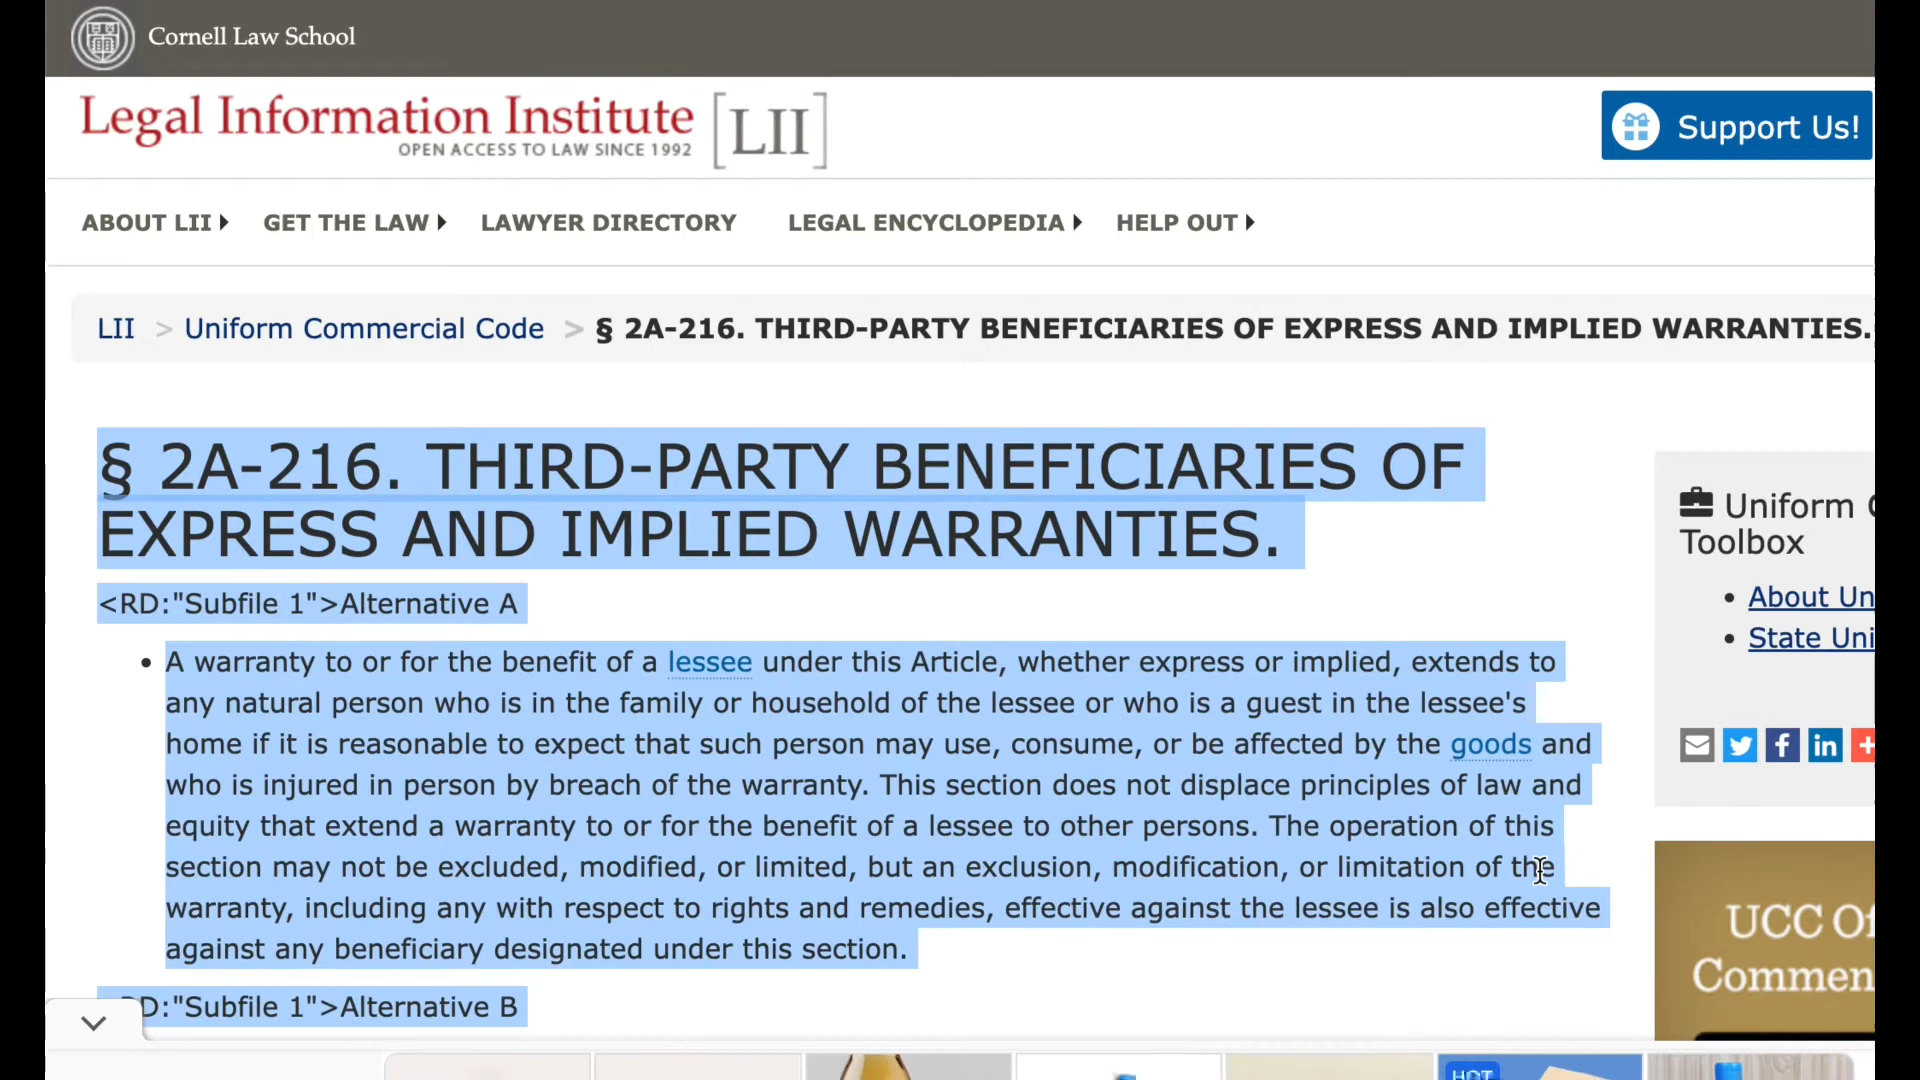 Cornell Law School
Legal Information Institute [LII]
OPEN ACCESS TO LAW SINCE 1992
Support Us!
ABOUT LII GET THE LAW LAWYER DIRECTORY LEGAL ENCYCLOPEDIA HELP OUT
LII > Uniform Commercial Code > § 2A-216. THIRD-PARTY BENEFICIARIES OF EXPRESS AND IMPLIED WARRANTIES.
§ 2A-216. THIRD-PARTY BENEFICIARIES OF
EXPRESS AND IMPLIED WARRANTIES.
<RD:"Subfile 1">Alternative A
• A warranty to or for the benefit of a lessee under this Article, whether express or implied, extends to
any natural person who is in the family or household of the lessee or who is a guest in the lessee's
home if it is reasonable to expect that such person may use, consume, or be affected by the goods and
who is injured in person by breach of the warranty. This section does not displace principles of law and
equity that extend a warranty to or for the benefit of a lessee to other persons. The operation of this
section may not be excluded, modified, or limited, but an exclusion, modification, or limitation of the
warranty, including any with respect to rights and remedies, effective against the lessee is also effective
against any beneficiary designated under this section.
RD:"Subfile 1">Alternative B
Uniform
Toolbox
• About Un
• State Uni
UCC Of
Commen
HOT